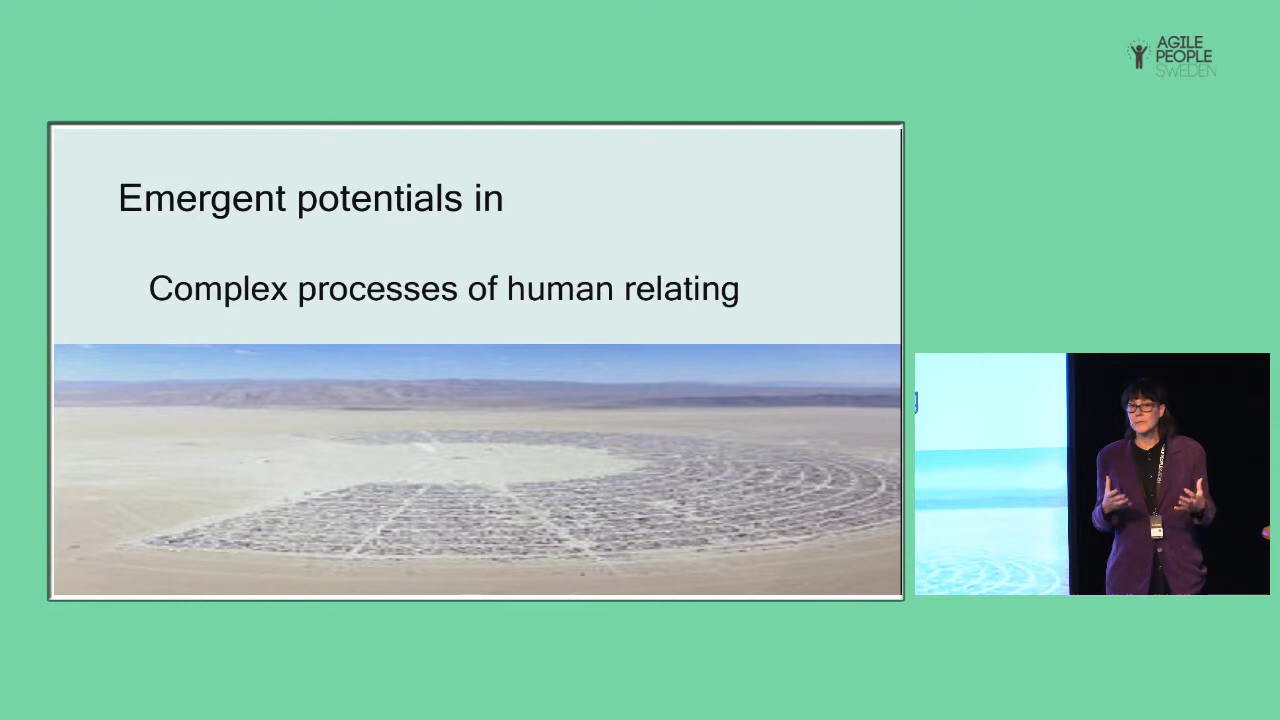 AGILE
PEOPLE
SWEDEN
Emergent potentials in
Complex processes of human relating
g